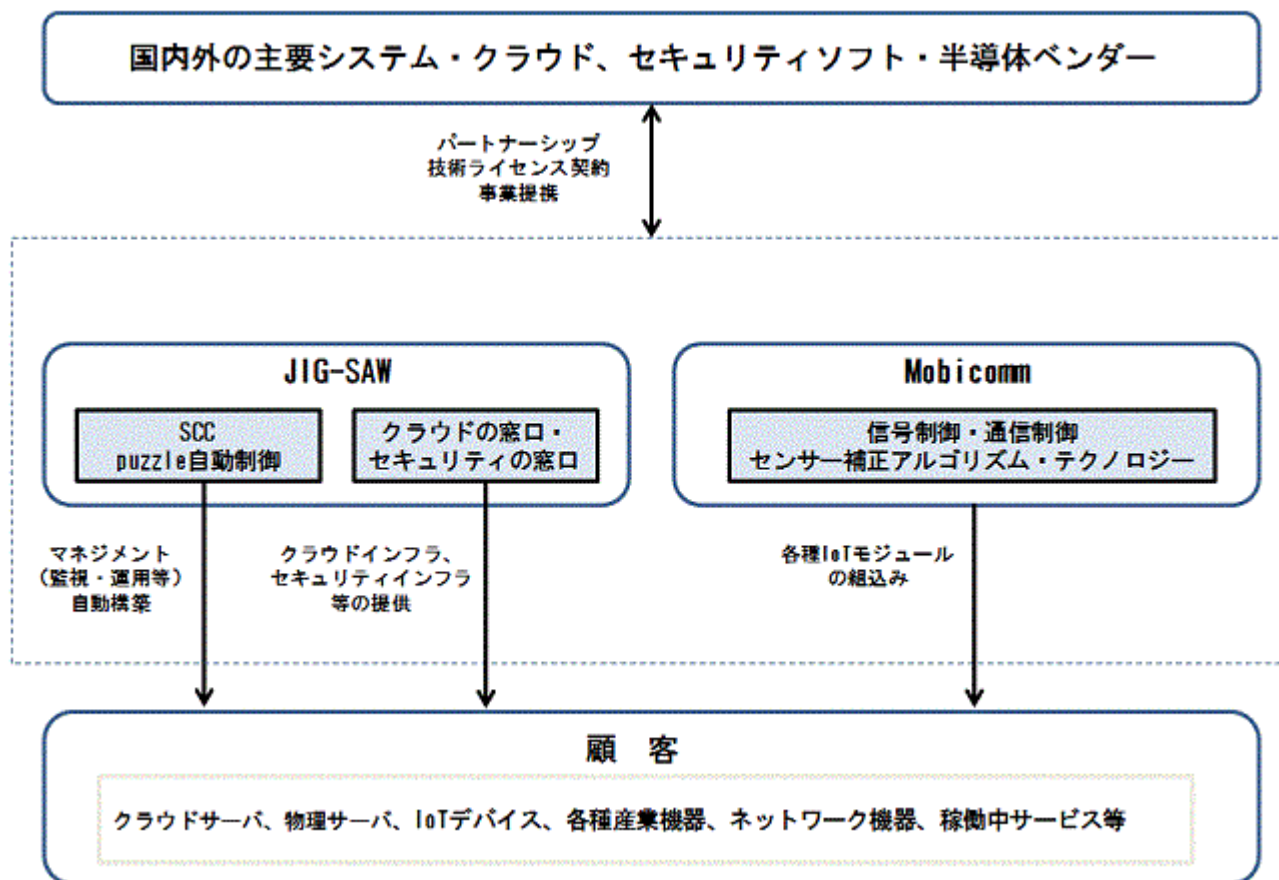 国内外の主要システム・クラウド、セキュリティソフト・半導体ベンダー
パートナーシップ
技術ライセンス契約
事業提携
JIG-SAW
SCC
puzzle自動制御
クラウドの窓口・
セキュリティの窓口
Mobicomm
信号制御・通信制御
センサー補正アルゴリズム・テクノロジー
マネジメント
（監視・運用等）
自動構築
クラウドインフラ、
セキュリティインフラ
等の提供
各種IoTモジュール
の組込み
顧　客
クラウドサーバ、物理サーバ、IoTデバイス、各種産業機器、ネットワーク機器、稼働中サービス等